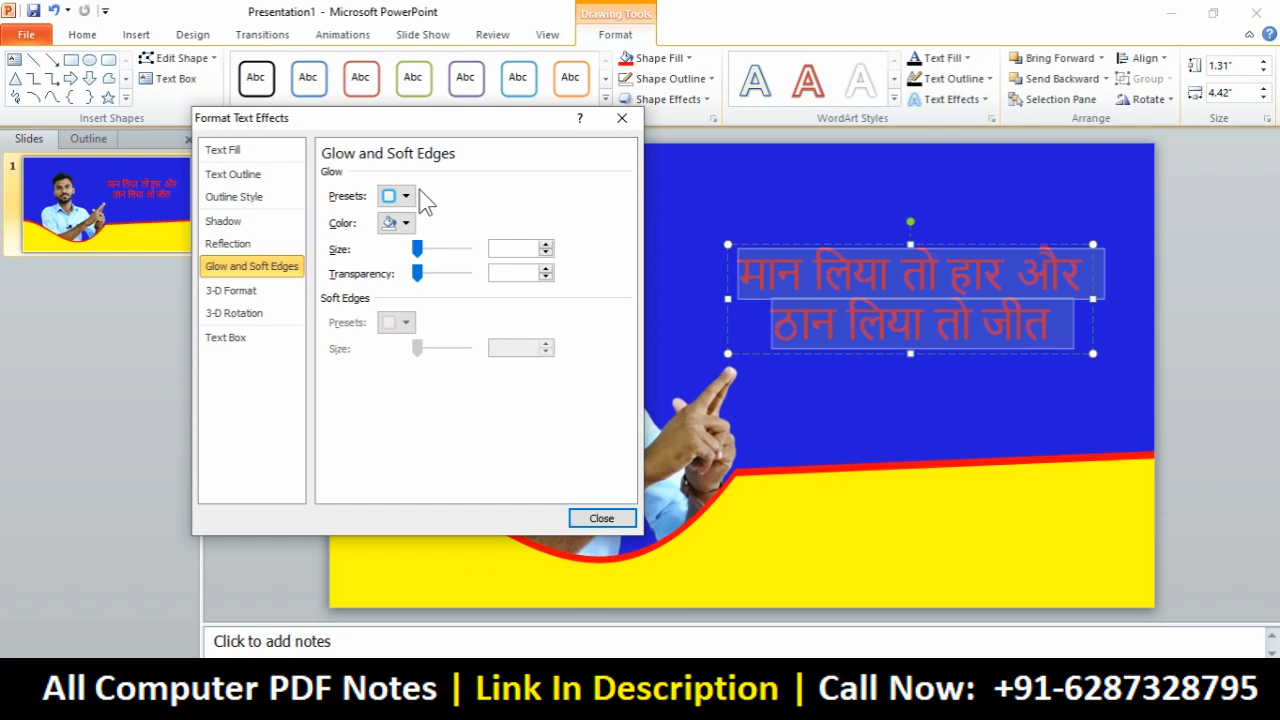 Presentation1 - Microsoft PowerPoint
Drawing Tools
File Home Insert Design Transitions Animations Slide Show Review View Format
Edit Shape
Text Box
Insert Shapes
Abc Abc Abc Abc Abc Abc Abc
Shape Fill
Shape Outline
Shape Effects
Text Fill
Text Outline
Text Effects
WordArt Styles
Bring Forward
Send Backward
Selection Pane
Align
Group
Rotate
Arrange
1.31"
4.42"
Size
Slides Outline
1
मान लिया तो हार और
ठान लिया तो जीत
Format Text Effects
Text Fill
Text Outline
Outline Style
Shadow
Reflection
Glow and Soft Edges
3-D Format
3-D Rotation
Text Box
Glow and Soft Edges
Glow
Presets:
Color:
Size:
Transparency:
Soft Edges
Presets:
Size:
Close
मान लिया तो हार और
ठान लिया तो जीत
Click to add notes
All Computer PDF Notes | Link In Description | Call Now: +91-6287328795